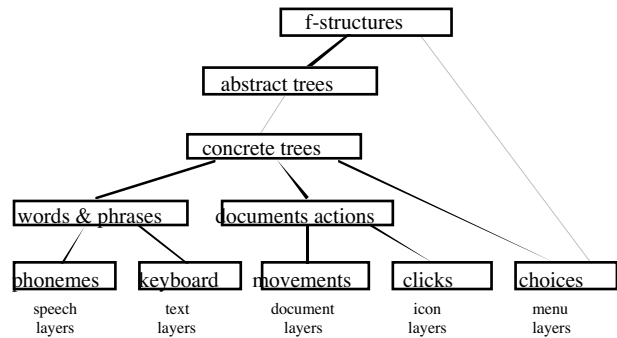 f-structures
abstract trees
concrete trees
words & phrases
documents actions
phonemes
keyboard
movements
clicks
choices
speech
layers
text
layers
document
layers
icon
layers
menu
layers